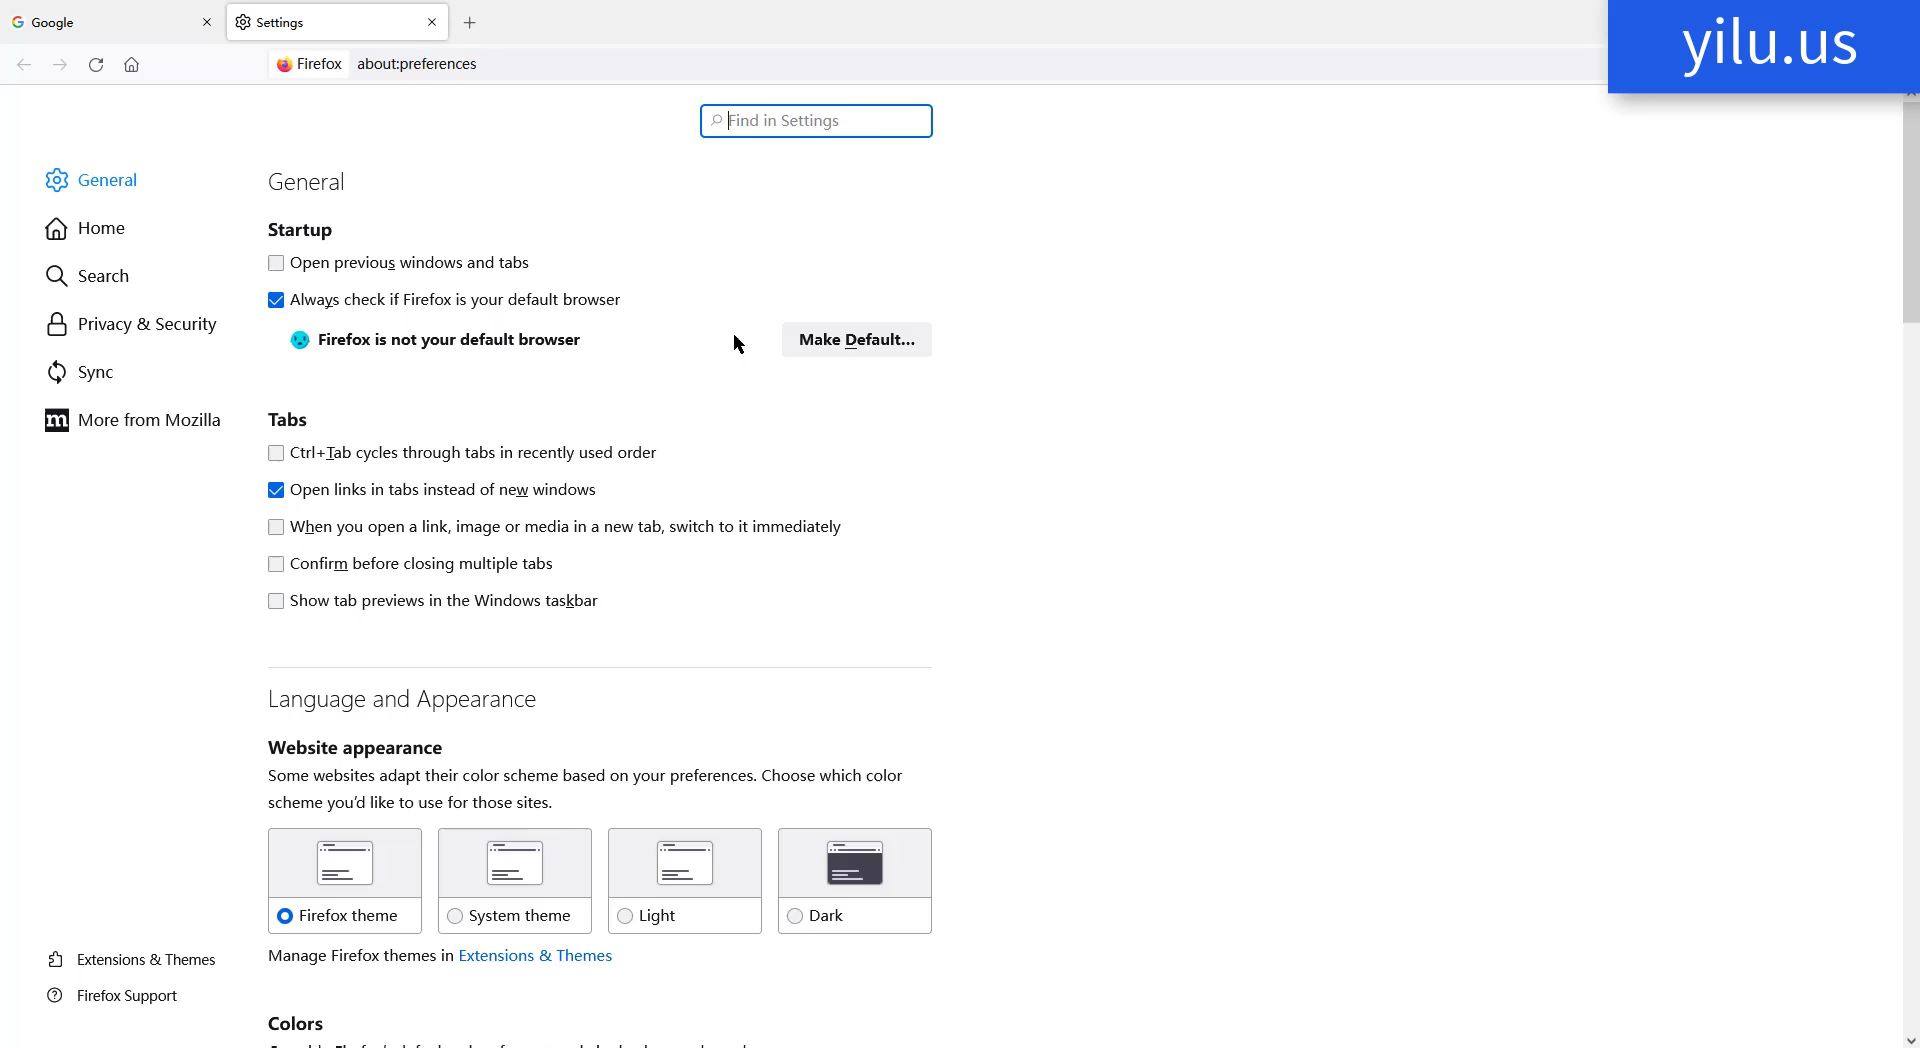 Google
Settings
yilu.us
Firefox
about:preferences
Find in Settings
General
Home
Search
Privacy & Security
Sync
More from Mozilla
Extensions & Themes
Firefox Support
General
Startup
Open previous windows and tabs
Always check if Firefox is your default browser
Firefox is not your default browser
Make Default...
Tabs
Ctrl+Tab cycles through tabs in recently used order
Open links in tabs instead of new windows
When you open a link, image or media in a new tab, switch to it immediately
Confirm before closing multiple tabs
Show tab previews in the Windows taskbar
Language and Appearance
Website appearance
Some websites adapt their color scheme based on your preferences. Choose which color
scheme you’d like to use for those sites.
Firefox theme
System theme
Light
Dark
Manage Firefox themes in Extensions & Themes
Colors